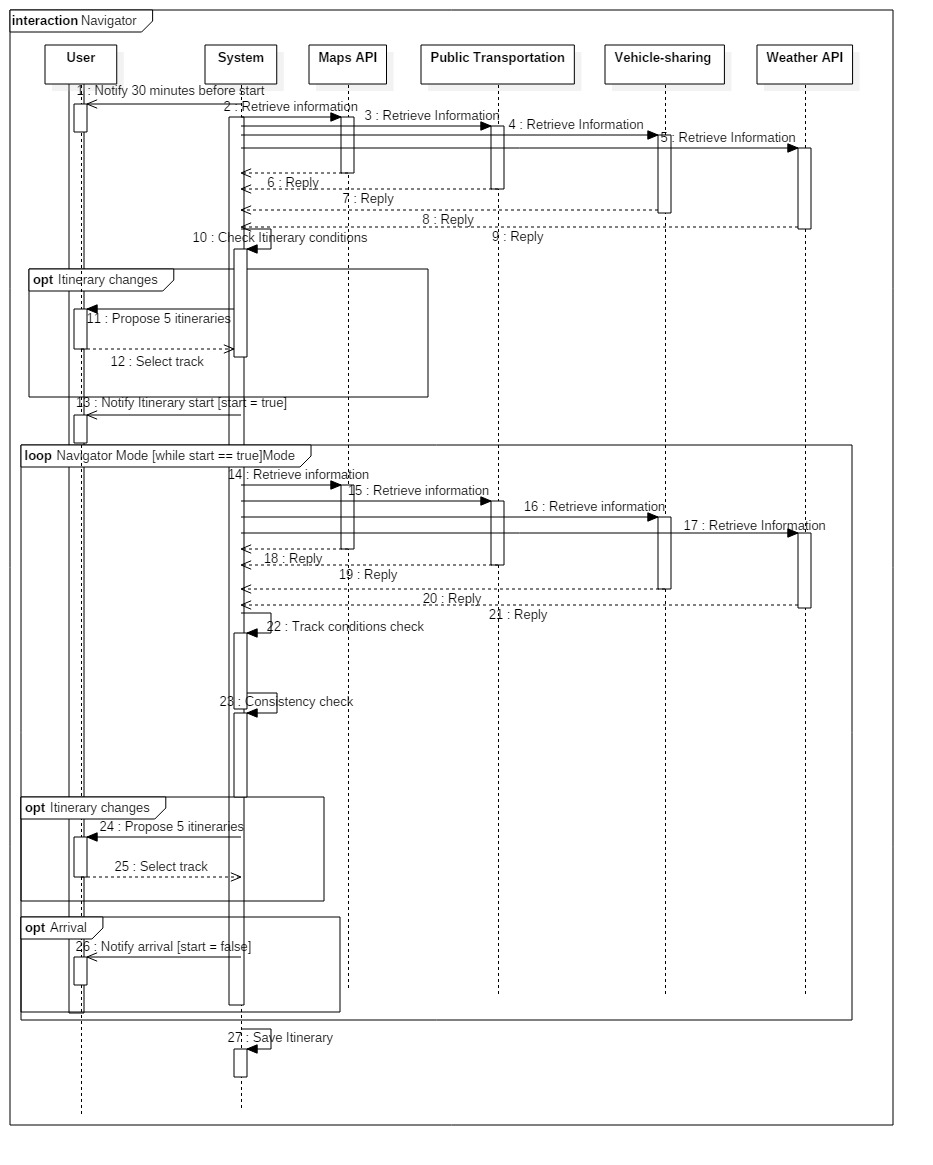 interaction Navigator
User
System
Maps API
Public Transportation
Vehicle-sharing
Weather API
1 : Notify 30 minutes before start
2 : Retrieve information
3 : Retrieve Information
4 : Retrieve Information
5 : Retrieve Information
6 : Reply
7 : Reply
8 : Reply
9 : Reply
10 : Check Itinerary conditions
opt Itinerary changes
11 : Propose 5 itineraries
12 : Select track
13 : Notify Itinerary start [start = true]
loop Navigator Mode [while start == true]Mode
14 : Retrieve information
15 : Retrieve information
16 : Retrieve information
17 : Retrieve Information
18 : Reply
19 : Reply
20 : Reply
21 : Reply
22 : Track conditions check
23 : Consistency check
opt Itinerary changes
24 : Propose 5 itineraries
25 : Select track
opt Arrival
26 : Notify arrival [start = false]
27 : Save Itinerary